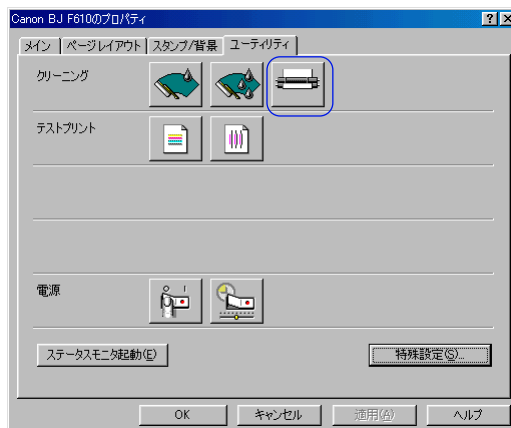 Canon BJ F610のプロパティ
メイン ページレイアウト スタンプ/背景 ユーティリティ
クリーニング
テストプリント
電源
ステータスモニタ起動(E) 特殊設定(S)...
OK キャンセル 適用(A) ヘルプ